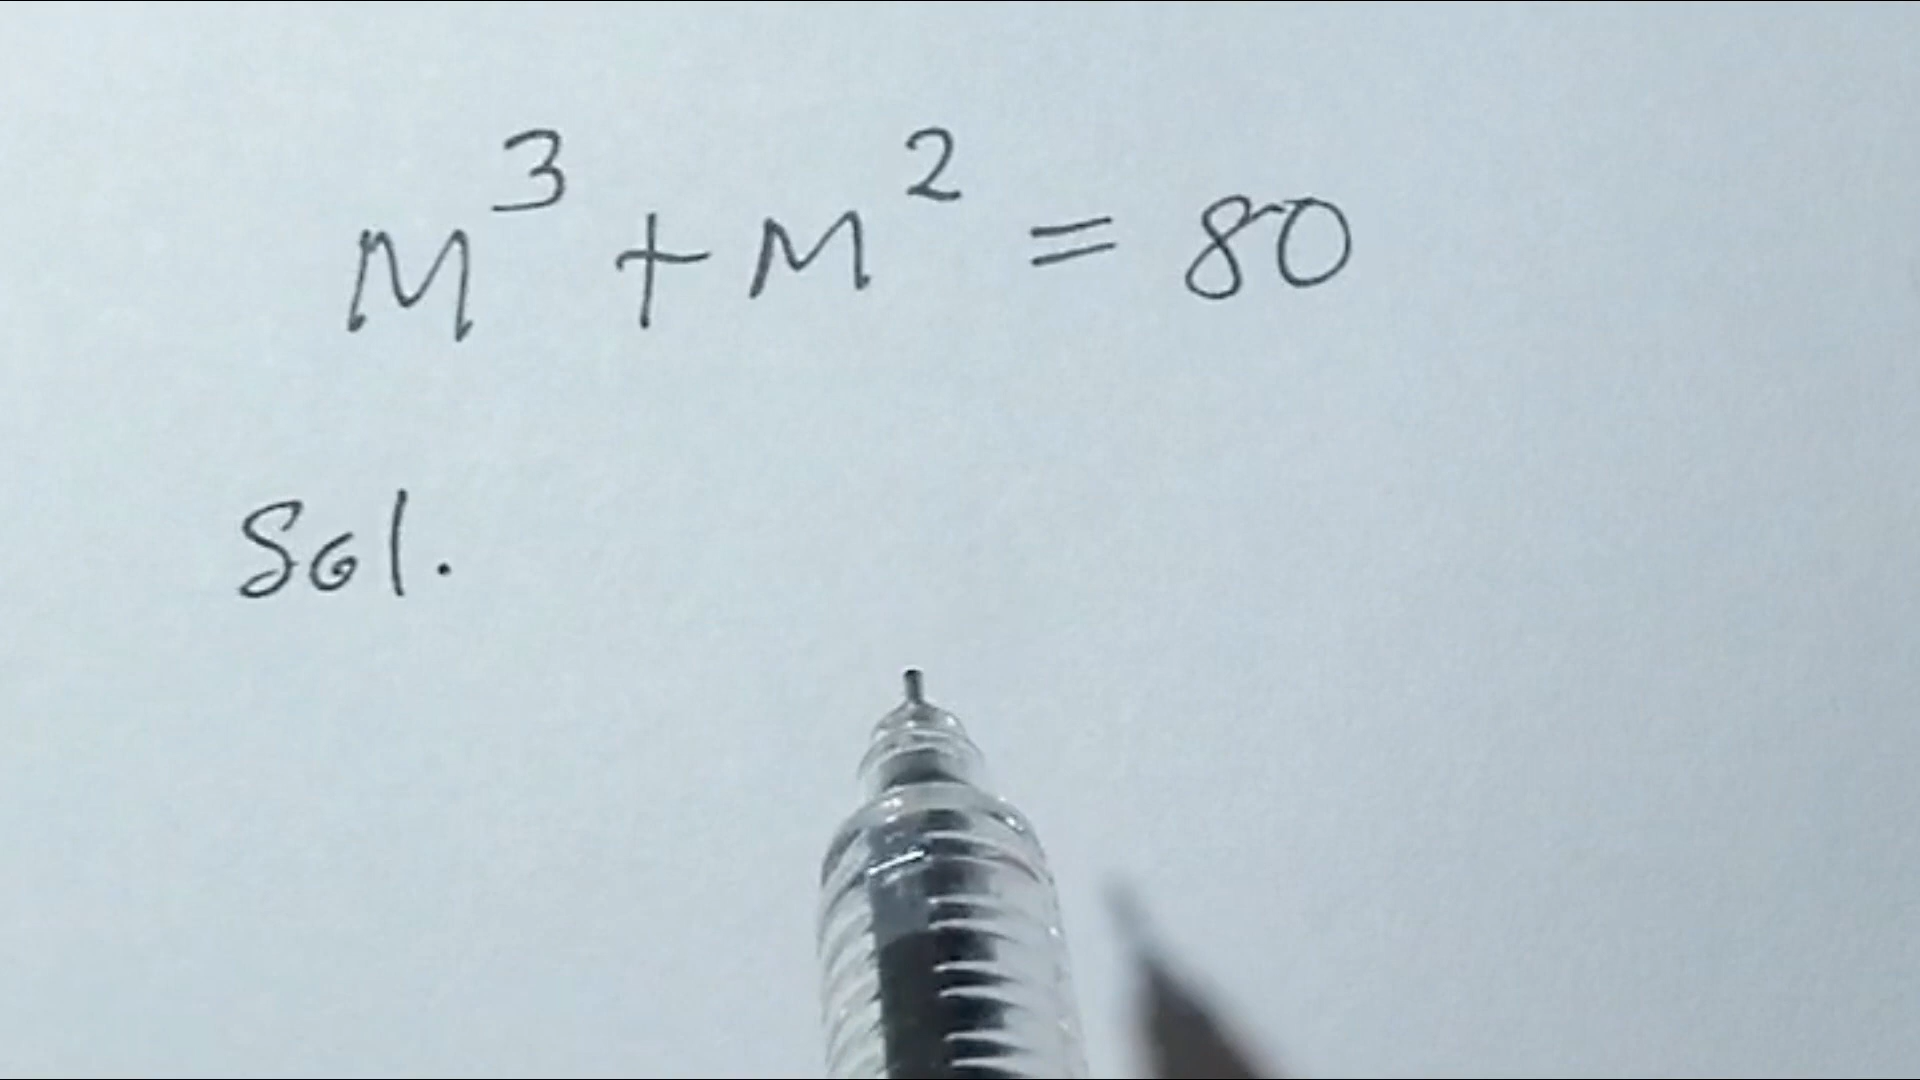 M³ + M² = 80
Sol.